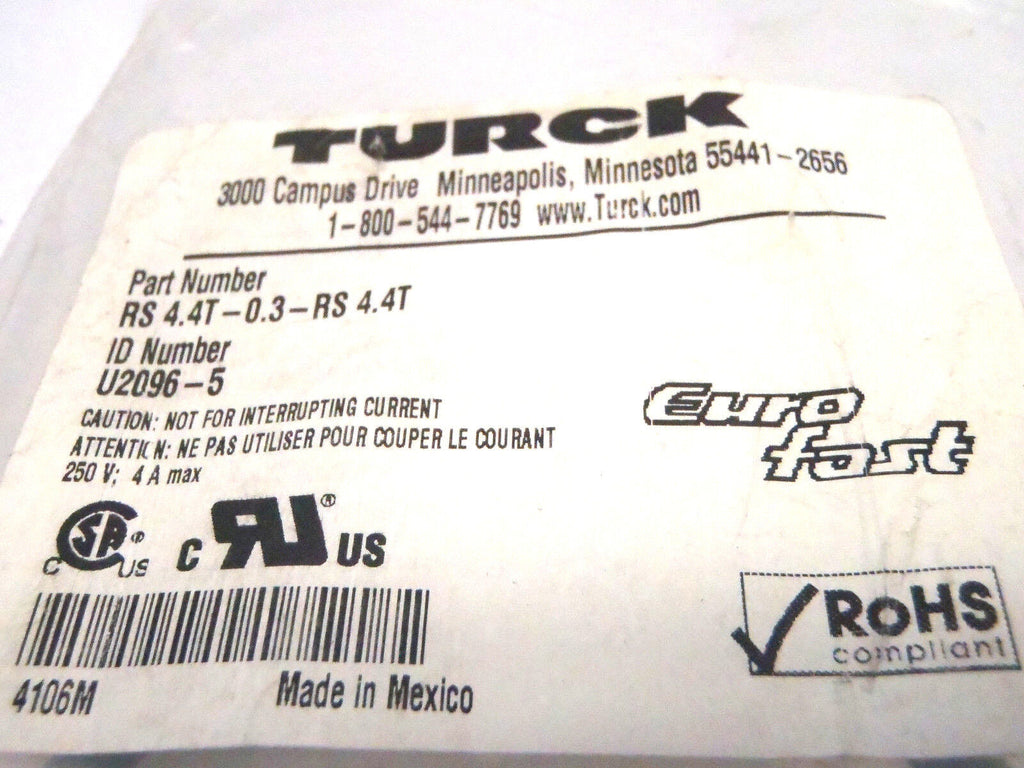 TURCK
3000 Campus Drive Minneapolis, Minnesota 55441-2656
1-800-544-7769 www.Turck.com
Part Number
RS 4.4T-0.3-RS 4.4T
ID Number
U2096-5
CAUTION: NOT FOR INTERRUPTING CURRENT
ATTENTION: NE PAS UTILISER POUR COUPER LE COURANT
250 V; 4 A max
Euro
fast
C SA ® US C RU ® US
RoHS
compliant
4106M Made in Mexico